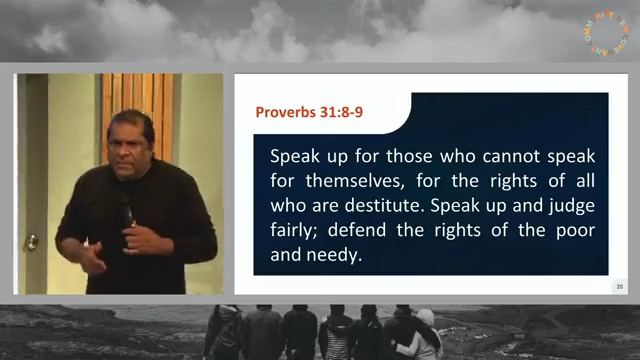 Proverbs 31:8-9
Speak up for those who cannot speak
for themselves, for the rights of all
who are destitute. Speak up and judge
fairly; defend the rights of the poor
and needy.
20